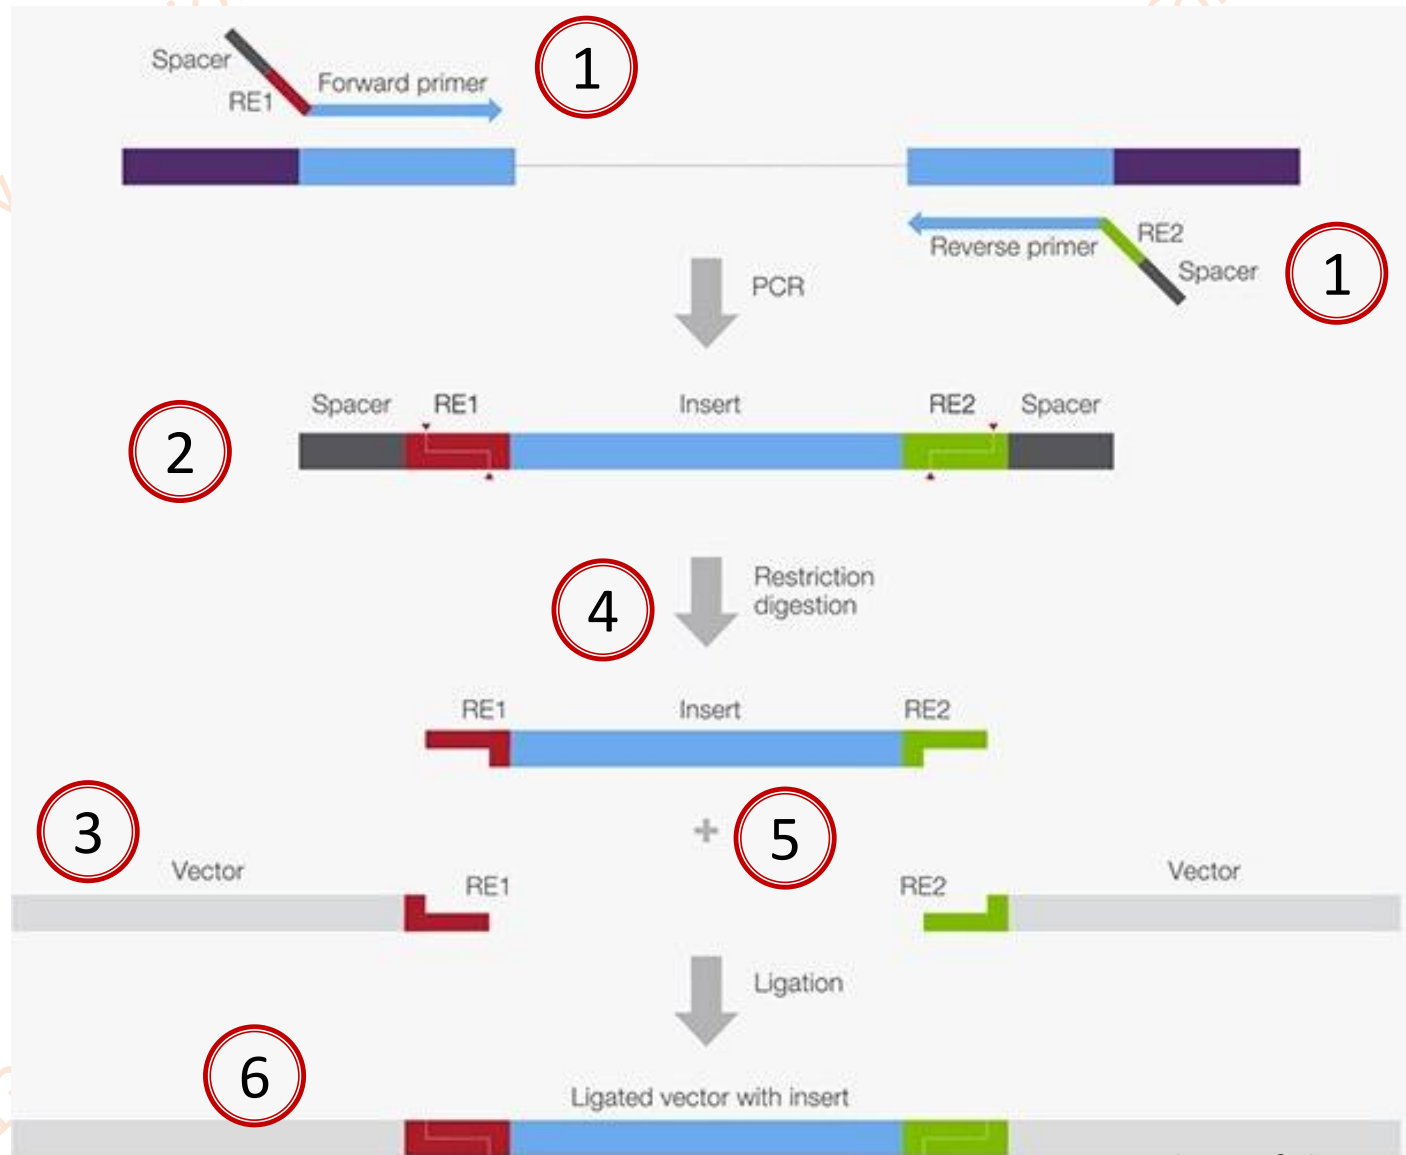 Spacer
RE1
Forward primer
1
Reverse primer
RE2
Spacer
1
PCR
Spacer RE1 Insert RE2 Spacer
2
4
Restriction
digestion
RE1 Insert RE2
3
+
5
Vector
RE1
RE2
Vector
Ligation
6
Ligated vector with insert